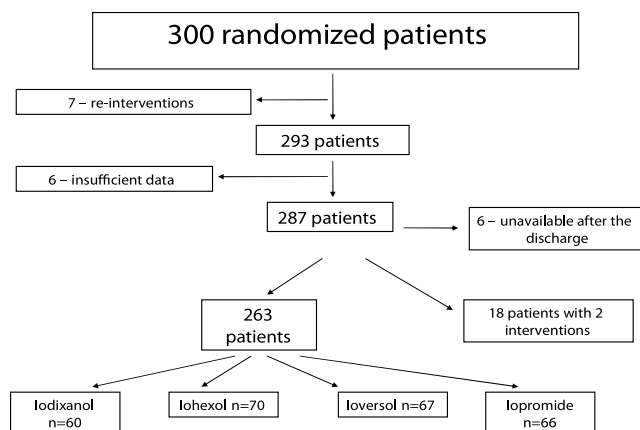 300 randomized patients
7 – re-interventions
293 patients
6 – insufficient data
287 patients
6 – unavailable after the
discharge
263
patients
18 patients with 2
interventions
Iodixanol
n=60
Iohexol n=70
Ioversol n=67
Iopromide
n=66